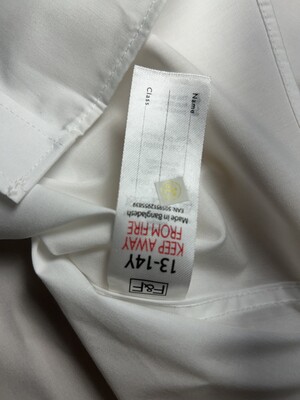 F&F
13-14Y
KEEP AWAY
FROM FIRE
Made in Bangladesh
Name
Class